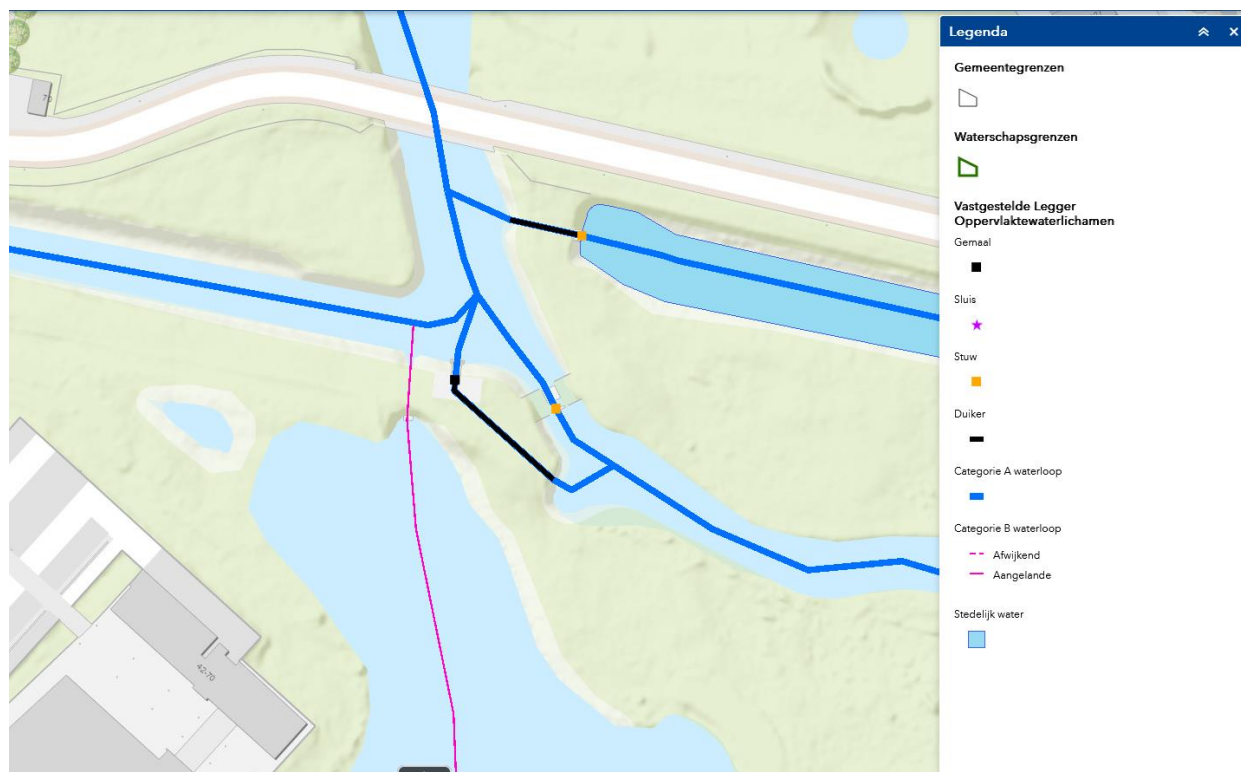 70
42-70
Legenda
Gemeentegrenzen
Waterschapsgrenzen
Vastgestelde Legger
Oppervlaktewaterlichamen
Gemaal
Sluis
Stuw
Duiker
Categorie A waterloop
Categorie B waterloop
Afwijkend
Aangelande
Stedelijk water